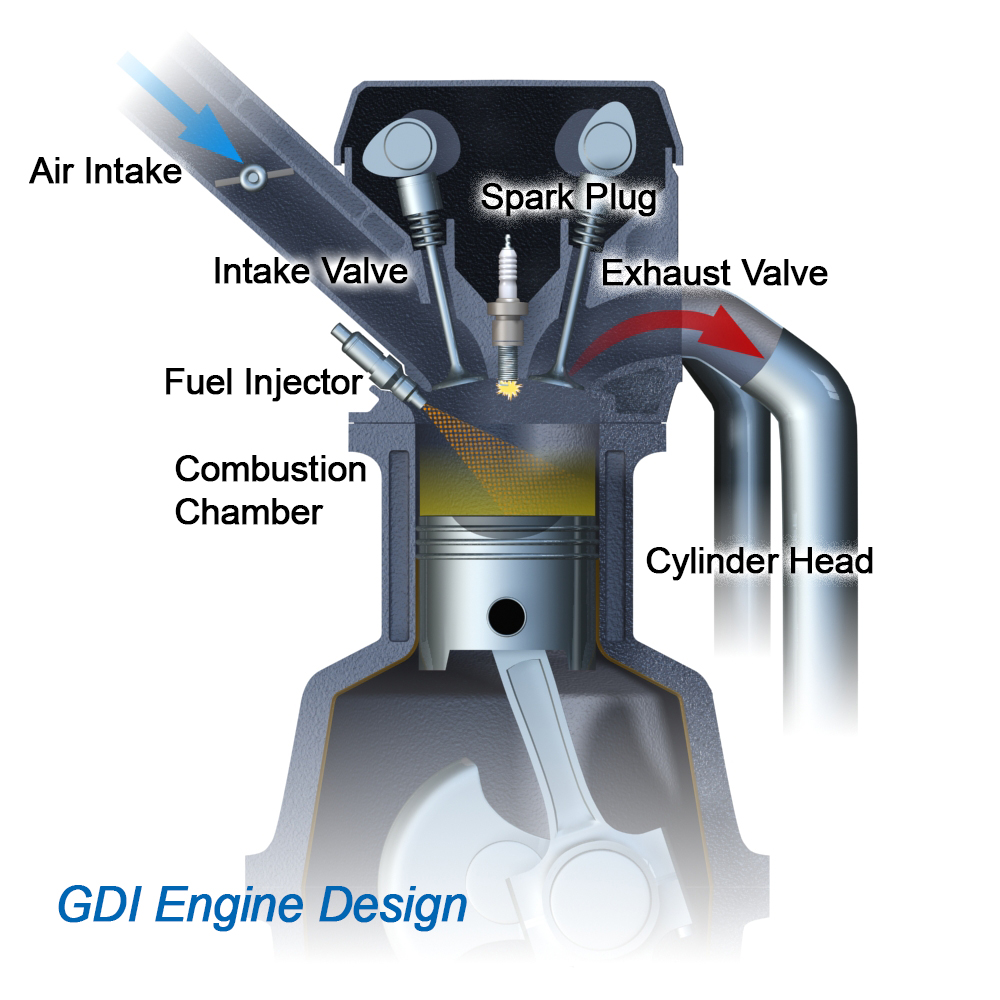 Air Intake
Spark Plug
Intake Valve
Exhaust Valve
Fuel Injector
Combustion
Chamber
Cylinder Head
GDI Engine Design